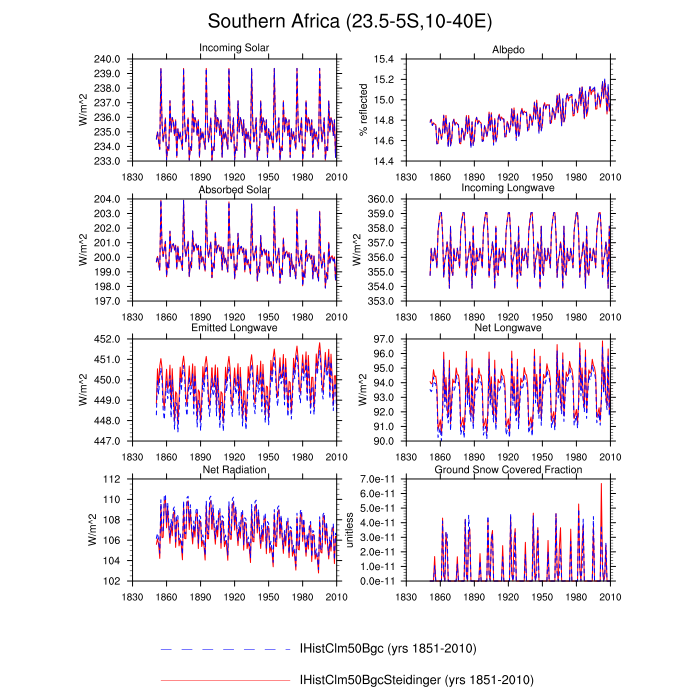 Southern Africa (23.5-5S,10-40E)
Incoming Solar
W/m^2
240.0
239.0
238.0
237.0
236.0
235.0
234.0
233.0
1830 1860 1890 1920 1950 1980 2010
Albedo
% reflected
15.4
15.2
15.0
14.8
14.6
14.4
1830 1860 1890 1920 1950 1980 2010
Absorbed Solar
W/m^2
204.0
203.0
202.0
201.0
200.0
199.0
198.0
197.0
1830 1860 1890 1920 1950 1980 2010
Incoming Longwave
W/m^2
360.0
359.0
358.0
357.0
356.0
355.0
354.0
353.0
1830 1860 1890 1920 1950 1980 2010
Emitted Longwave
W/m^2
452.0
451.0
450.0
449.0
448.0
447.0
1830 1860 1890 1920 1950 1980 2010
Net Longwave
W/m^2
97.0
96.0
95.0
94.0
93.0
92.0
91.0
90.0
1830 1860 1890 1920 1950 1980 2010
Net Radiation
W/m^2
112
110
108
106
104
102
1830 1860 1890 1920 1950 1980 2010
Ground Snow Covered Fraction
unitless
7.0e-11
6.0e-11
5.0e-11
4.0e-11
3.0e-11
2.0e-11
1.0e-11
0.0e-11
1830 1860 1890 1920 1950 1980 2010
IHistClm50Bgc (yrs 1851-2010)
IHistClm50BgcSteidinger (yrs 1851-2010)